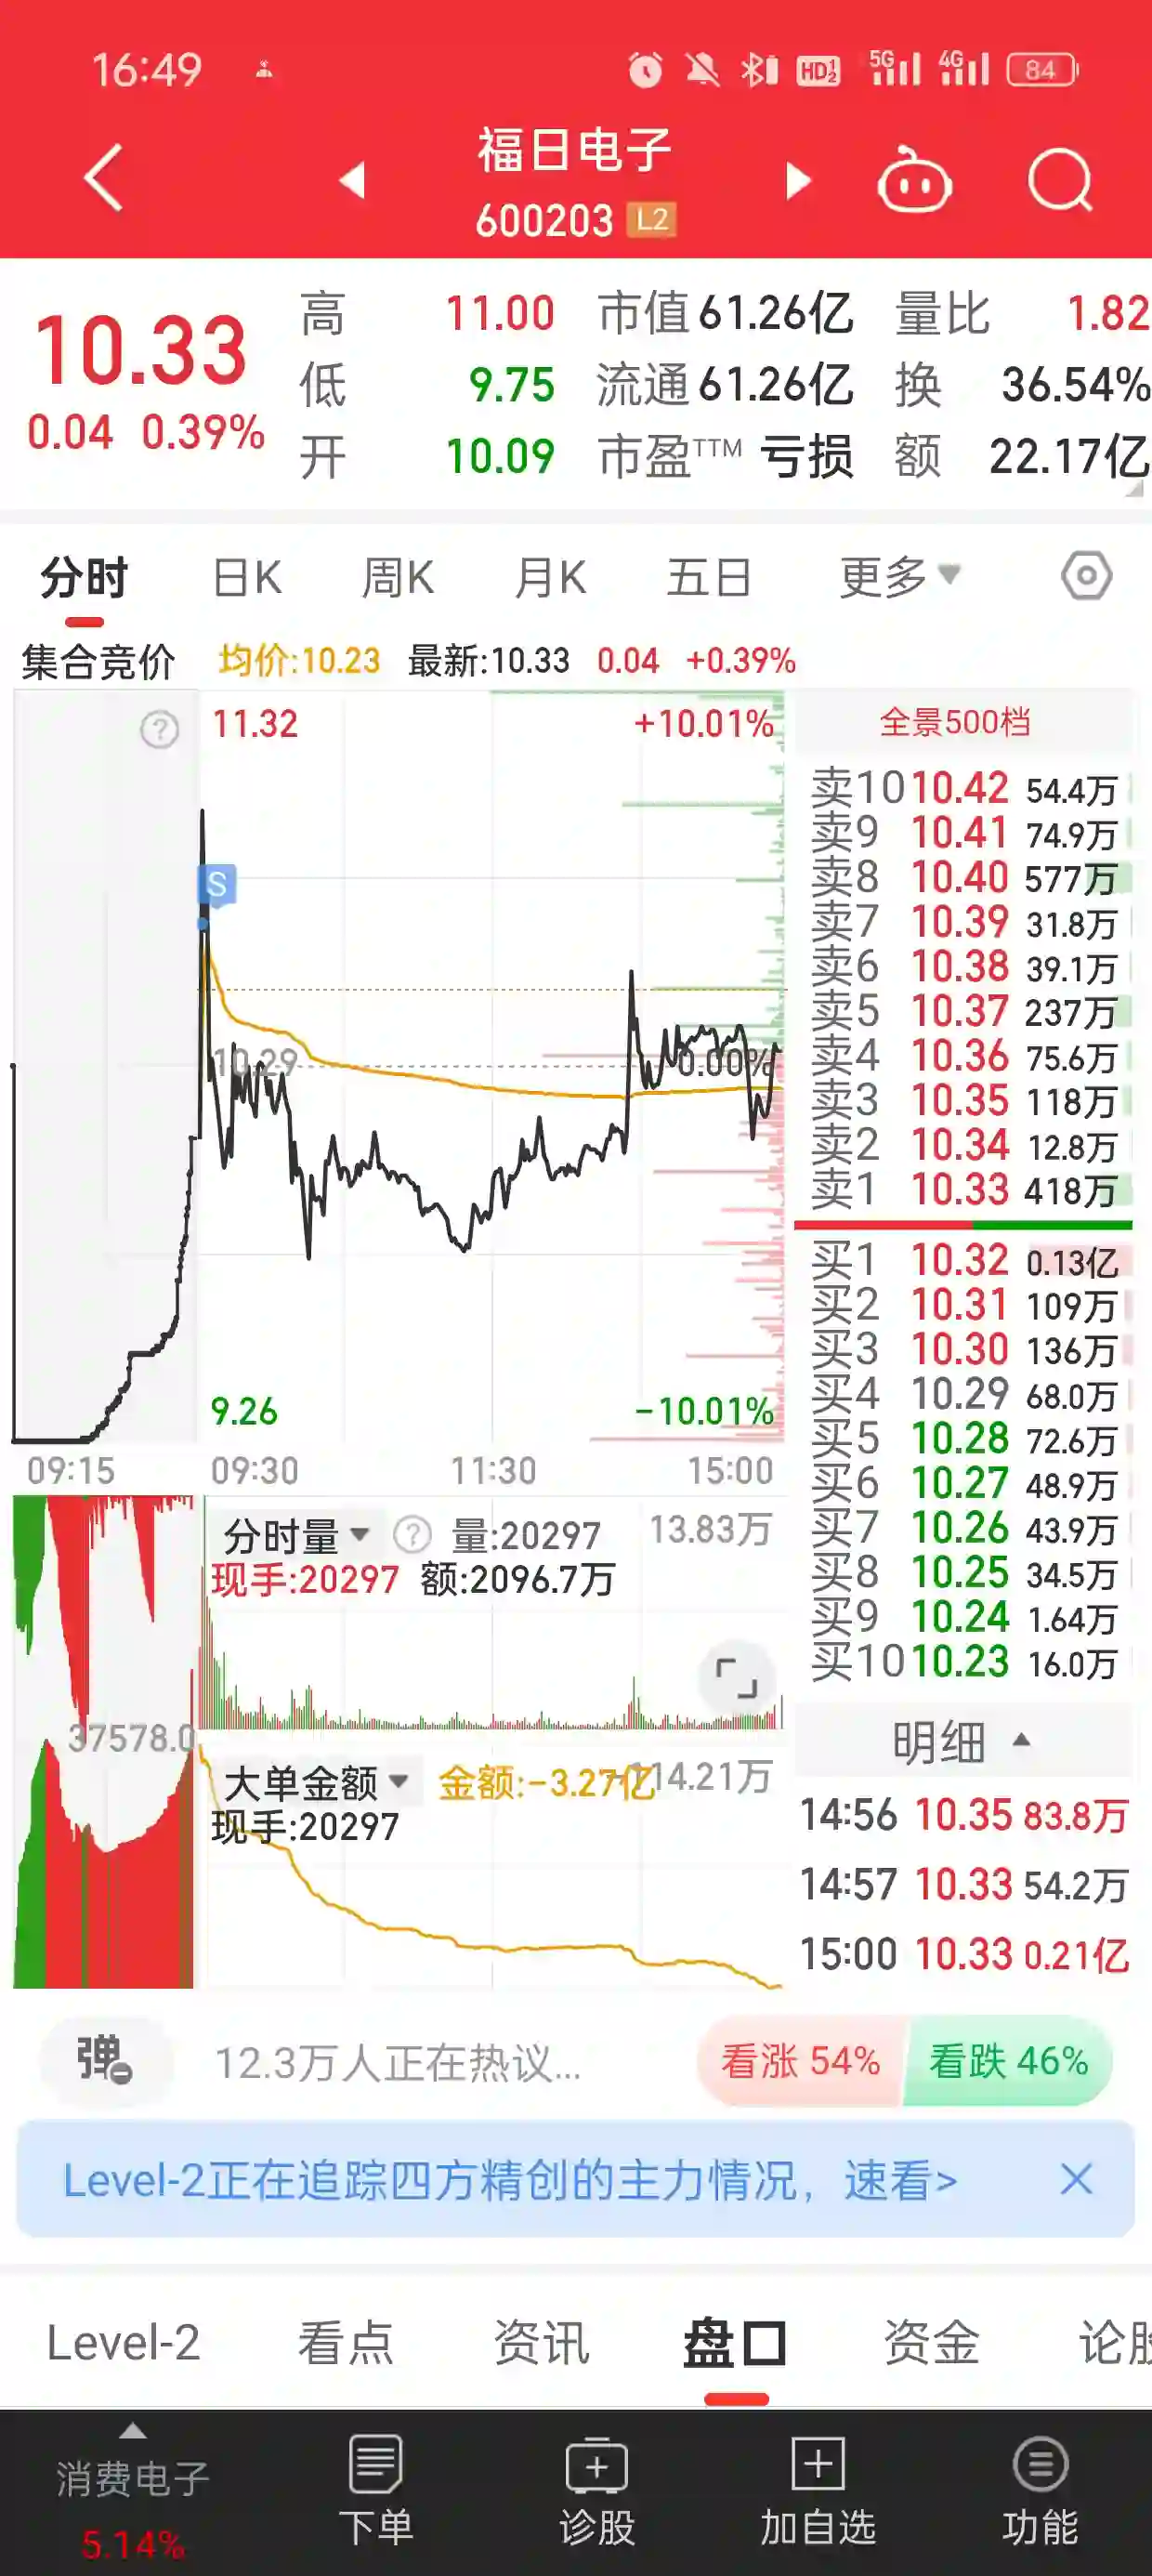 16:49
HD 1 2 5G 4G 84
福日电子
600203 L2
10.33
0.04 0.39%
高 11.00 市值 61.26亿 量比 1.82
低 9.75 流通 61.26亿 换 36.54%
开 10.09 市盈TTM 亏损 额 22.17亿
分时 日K 周K 月K 五日 更多
集合竞价 均价:10.23 最新:10.33 0.04 +0.39%
? 11.32 +10.01%
S
10.29 0.00%
9.26 -10.01%
09:15 09:30 11:30 15:00
全景500档
卖10 10.42 54.4万
卖9 10.41 74.9万
卖8 10.40 577万
卖7 10.39 31.8万
卖6 10.38 39.1万
卖5 10.37 237万
卖4 10.36 75.6万
卖3 10.35 118万
卖2 10.34 12.8万
卖1 10.33 418万
买1 10.32 0.13亿
买2 10.31 109万
买3 10.30 136万
买4 10.29 68.0万
买5 10.28 72.6万
买6 10.27 48.9万
买7 10.26 43.9万
买8 10.25 34.5万
买9 10.24 1.64万
买10 10.23 16.0万
分时量 ? 量:20297 13.83万
现手:20297 额:2096.7万
37578.0
大单金额 金额:-3.27亿 114.21万
现手:20297
明细
14:56 10.35 83.8万
14:57 10.33 54.2万
15:00 10.33 0.21亿
弹 12.3万人正在热议... 看涨 54% 看跌 46%
Level-2正在追踪四方精创的主力情况，速看>
Level-2 看点 资讯 盘口 资金 论股
消费电子 下单 诊股 加自选 功能
5.14%